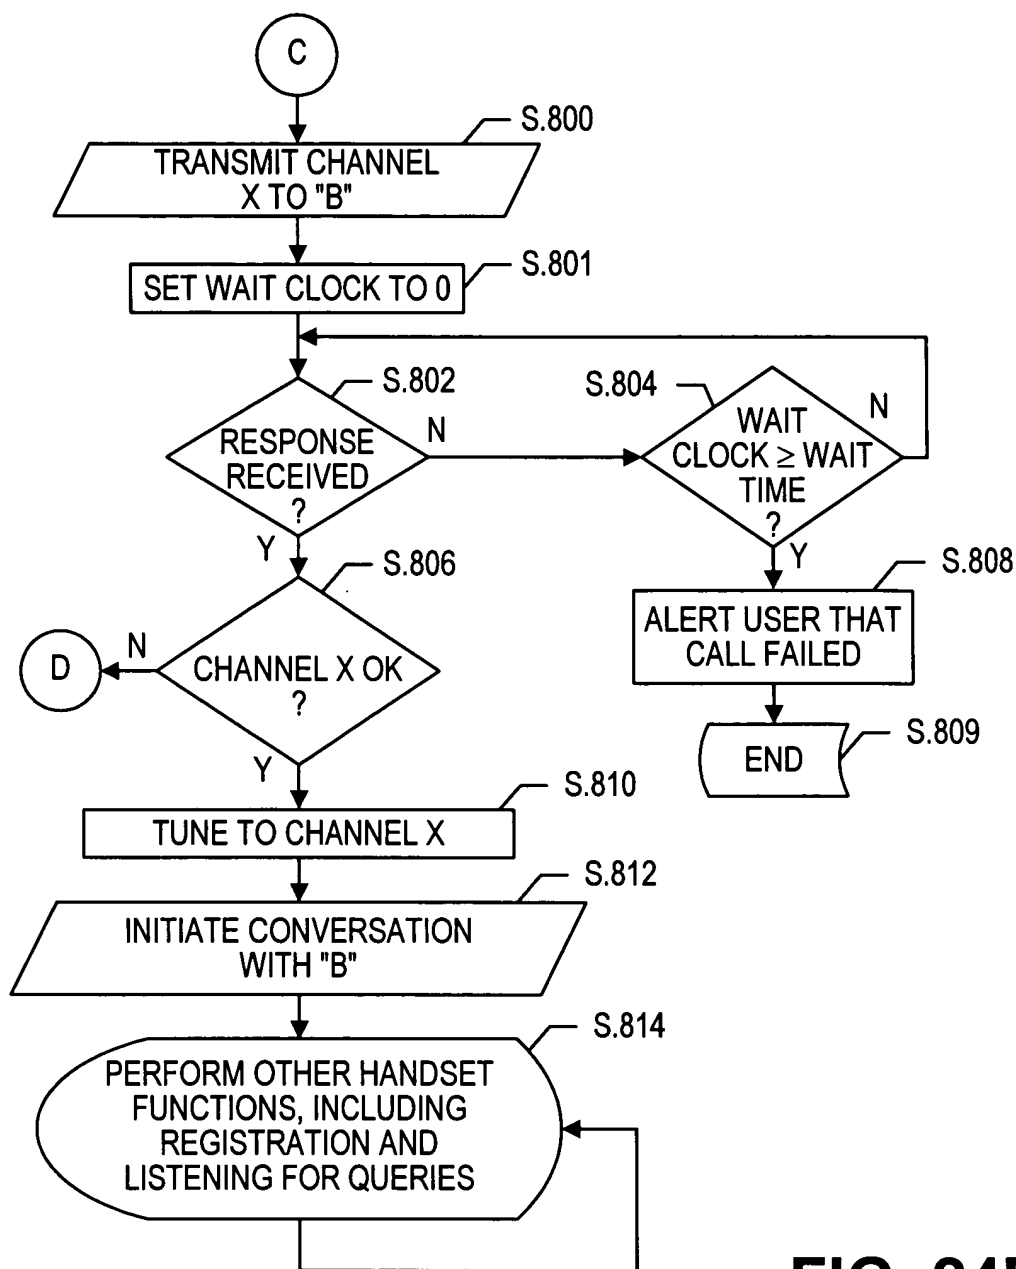 C
S.800
TRANSMIT CHANNEL
X TO "B"
S.801
SET WAIT CLOCK TO 0
S.802
RESPONSE
RECEIVED
?
N
Y
S.804
WAIT
CLOCK ≥ WAIT
TIME
?
N
Y
S.806
CHANNEL X OK
?
N
D
Y
S.808
ALERT USER THAT
CALL FAILED
S.809
END
S.810
TUNE TO CHANNEL X
S.812
INITIATE CONVERSATION
WITH "B"
S.814
PERFORM OTHER HANDSET
FUNCTIONS, INCLUDING
REGISTRATION AND
LISTENING FOR QUERIES